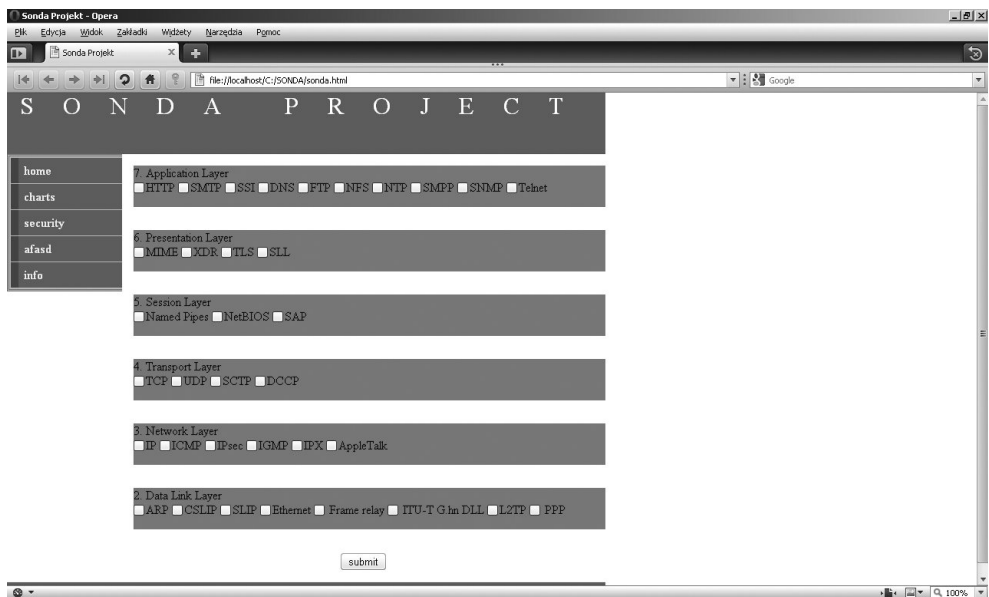 Sonda Projekt - Opera
Plik Edycja Widok Zakładki Widżety Narzędzia Pomoc
Sonda Projekt
file://localhost/C:/SONDA/sonda.html
Google
SONDA PROJECT
home
charts
security
afasd
info
7. Application Layer
HTTP SMTP SSI DNS FTP NFS NTP SMPP SNMP Telnet
6. Presentation Layer
MIME XDR TLS SLL
5. Session Layer
Named Pipes NetBIOS SAP
4. Transport Layer
TCP UDP SCTP DCCP
3. Network Layer
IP ICMP IPsec IGMP IPX AppleTalk
2. Data Link Layer
ARP CSLIP SLIP Ethernet Frame relay ITU-T G.hn DLL L2TP PPP
submit
100%